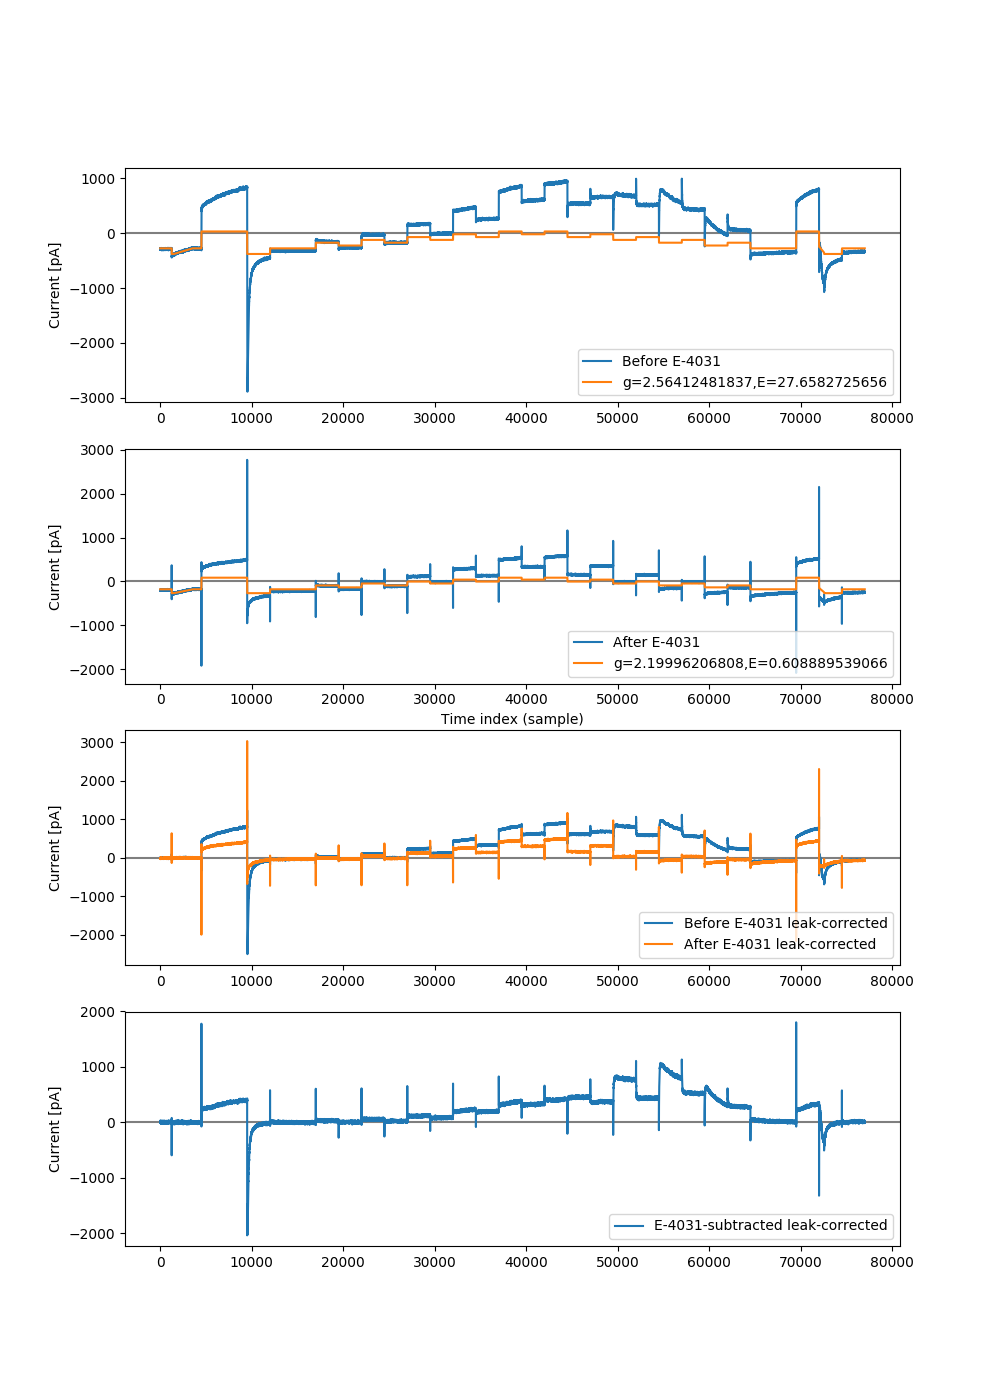 1000
0
−1000
−2000
−3000
Current [pA]
Before E-4031
g=2.56412481837,E=27.6582725656
0 10000 20000 30000 40000 50000 60000 70000 80000
3000
2000
1000
0
−1000
−2000
Current [pA]
After E-4031
g=2.19996206808,E=0.608889539066
0 10000 20000 30000 40000 50000 60000 70000 80000
Time index (sample)
3000
2000
1000
0
−1000
−2000
Current [pA]
Before E-4031 leak-corrected
After E-4031 leak-corrected
0 10000 20000 30000 40000 50000 60000 70000 80000
2000
1000
0
−1000
−2000
Current [pA]
E-4031-subtracted leak-corrected
0 10000 20000 30000 40000 50000 60000 70000 80000